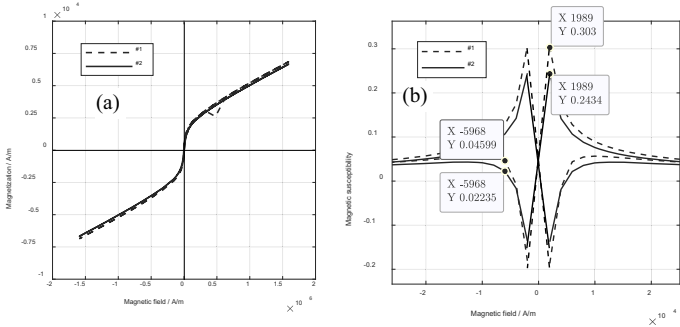 1 × 10 4
0.75
0.5
0.25
0
-0.25
-0.5
-0.75
-1
-2
-1.5
-1
-0.5
0
0.5
1
1.5
2
× 10 4
Magnetization / A/m
Magnetic field / A/m
#1
#2
(a)
0.3
0.2
0.1
0
-0.1
-0.2
-2
-1
0
1
2
× 10 4
Magnetic susceptibility
Magnetic field / A/m
#1
#2
(b)
X 1989
Y 0.303
X 1989
Y 0.2434
X -5968
Y 0.04599
X -5968
Y 0.02235